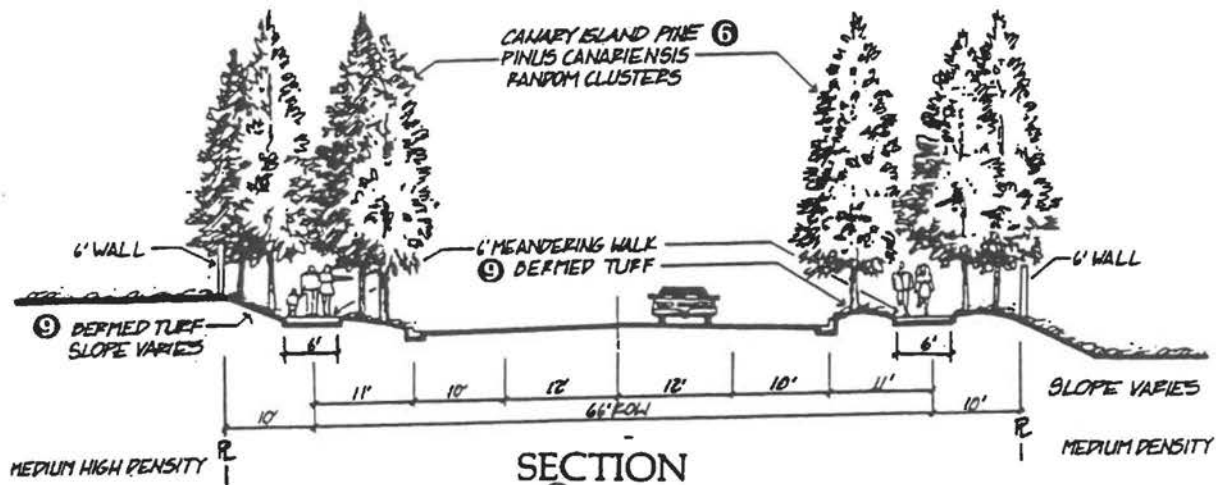 CANARY ISLAND PINE 6
PINUS CANARIENSIS
RANDOM CLUSTERS
6' WALL
6' MEANDERING WALK
9 BERMED TURF
6' WALL
9 BERMED TURF
SLOPE VARIES
6'
6'
11'
10'
12'
12'
10'
11'
SLOPE VARIES
10'
66' ROW
10'
PL
PL
MEDIUM HIGH DENSITY
SECTION
MEDIUM DENSITY